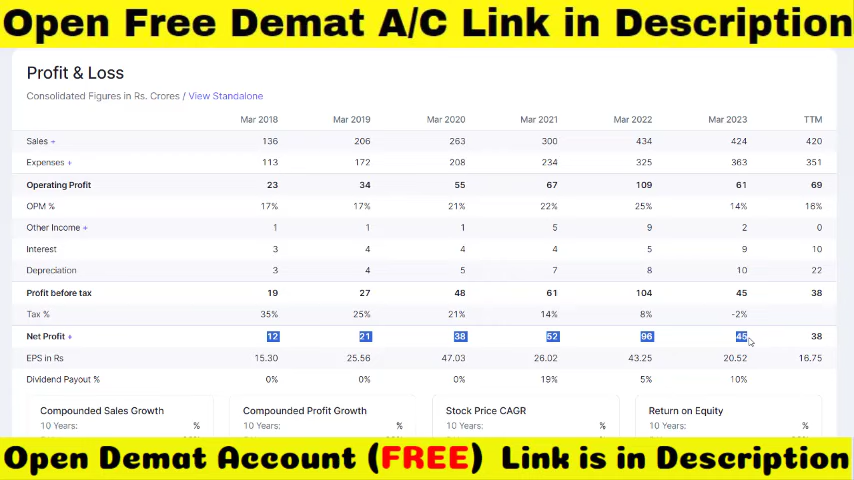 Open Free Demat A/C Link in Description
Profit & Loss
Consolidated Figures in Rs. Crores / View Standalone
Mar 2018 Mar 2019 Mar 2020 Mar 2021 Mar 2022 Mar 2023 TTM
Sales + 136 206 263 300 434 424 420
Expenses + 113 172 208 234 325 363 351
Operating Profit 23 34 55 67 109 61 69
OPM % 17% 17% 21% 22% 25% 14% 16%
Other Income + 1 1 1 5 9 2 0
Interest 3 4 4 4 5 9 10
Depreciation 3 4 5 7 8 10 22
Profit before tax 19 27 48 61 104 45 38
Tax % 35% 25% 21% 14% 8% -2%
Net Profit + 12 21 38 52 96 45 38
EPS in Rs 15.30 25.56 47.03 26.02 43.25 20.52 16.75
Dividend Payout % 0% 0% 0% 19% 5% 10%
Compounded Sales Growth Compounded Profit Growth Stock Price CAGR Return on Equity
10 Years: % 10 Years: % 10 Years: % 10 Years: %
Open Demat Account (FREE) Link is in Description